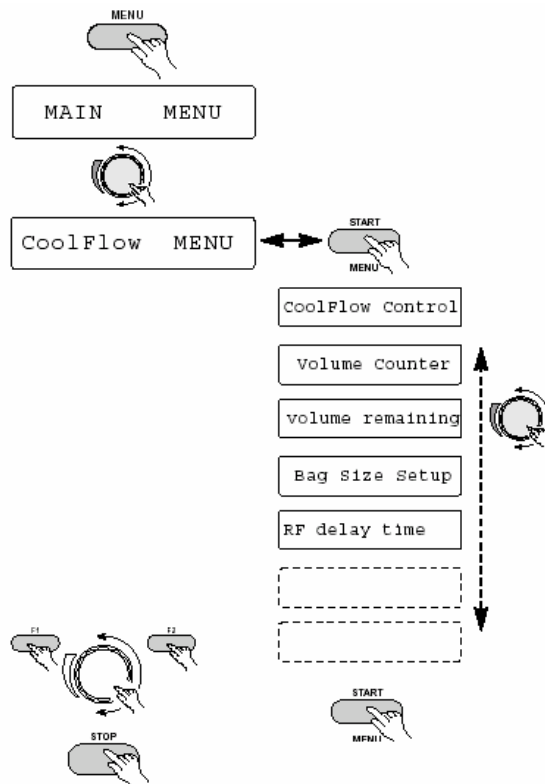 MENU
MAIN MENU
CoolFlow MENU
START
MENU
CoolFlow Control
Volume Counter
volume remaining
Bag Size Setup
RF delay time
F1
F2
STOP
START
MENU